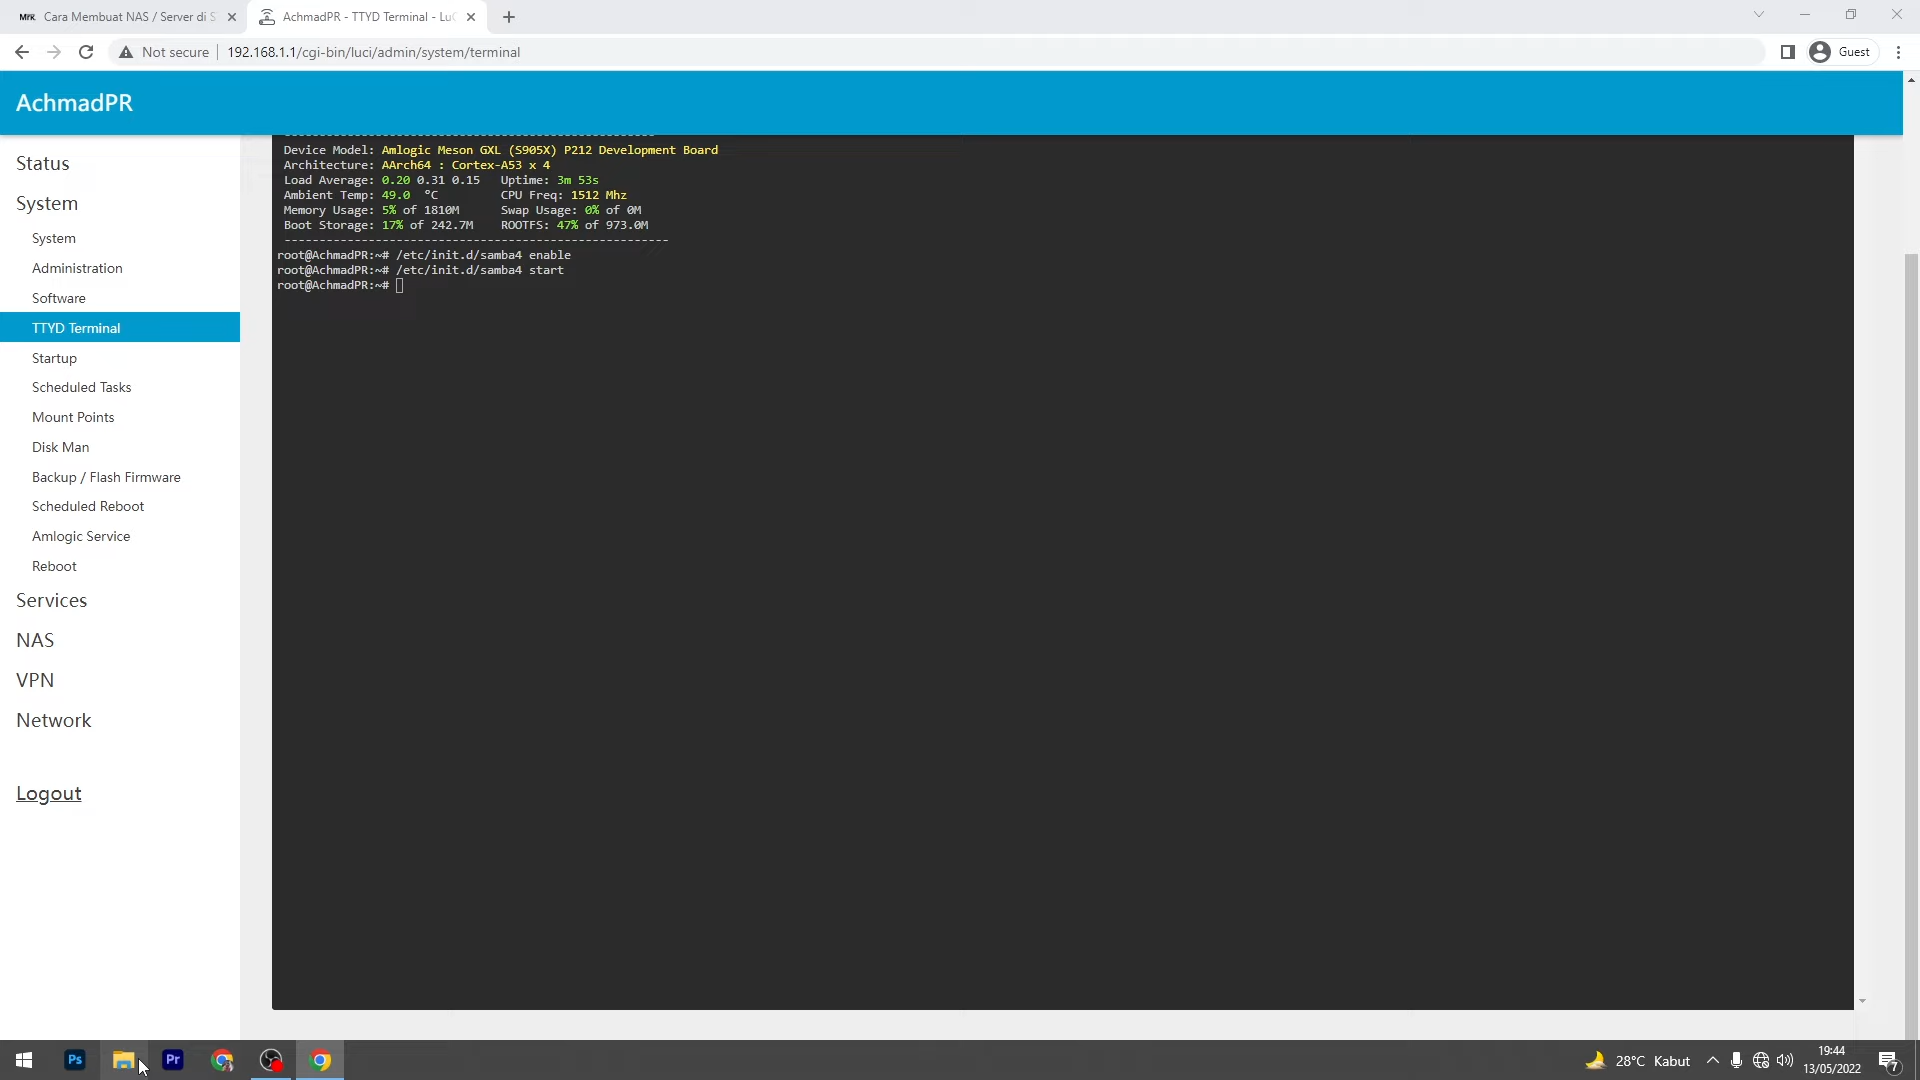 MFK Cara Membuat NAS / Server di S
AchmadPR - TTYD Terminal - LuC
Not secure
192.168.1.1/cgi-bin/luci/admin/system/terminal
Guest
AchmadPR
Status
System
System
Administration
Software
TTYD Terminal
Startup
Scheduled Tasks
Mount Points
Disk Man
Backup / Flash Firmware
Scheduled Reboot
Amlogic Service
Reboot
Services
NAS
VPN
Network
Logout
-----------------------------------------------------
Device Model: Amlogic Meson GXL (S905X) P212 Development Board
Architecture: AArch64 : Cortex-A53 x 4
Load Average: 0.20 0.31 0.15 Uptime: 3m 53s
Ambient Temp: 49.0 °C CPU Freq: 1512 Mhz
Memory Usage: 5% of 1810M Swap Usage: 0% of 0M
Boot Storage: 17% of 242.7M ROOTFS: 47% of 973.0M
-------------------------------------------------------
root@AchmadPR:~# /etc/init.d/samba4 enable
root@AchmadPR:~# /etc/init.d/samba4 start
root@AchmadPR:~#
Ps
Pr
28°C Kabut
19:44
13/05/2022
7